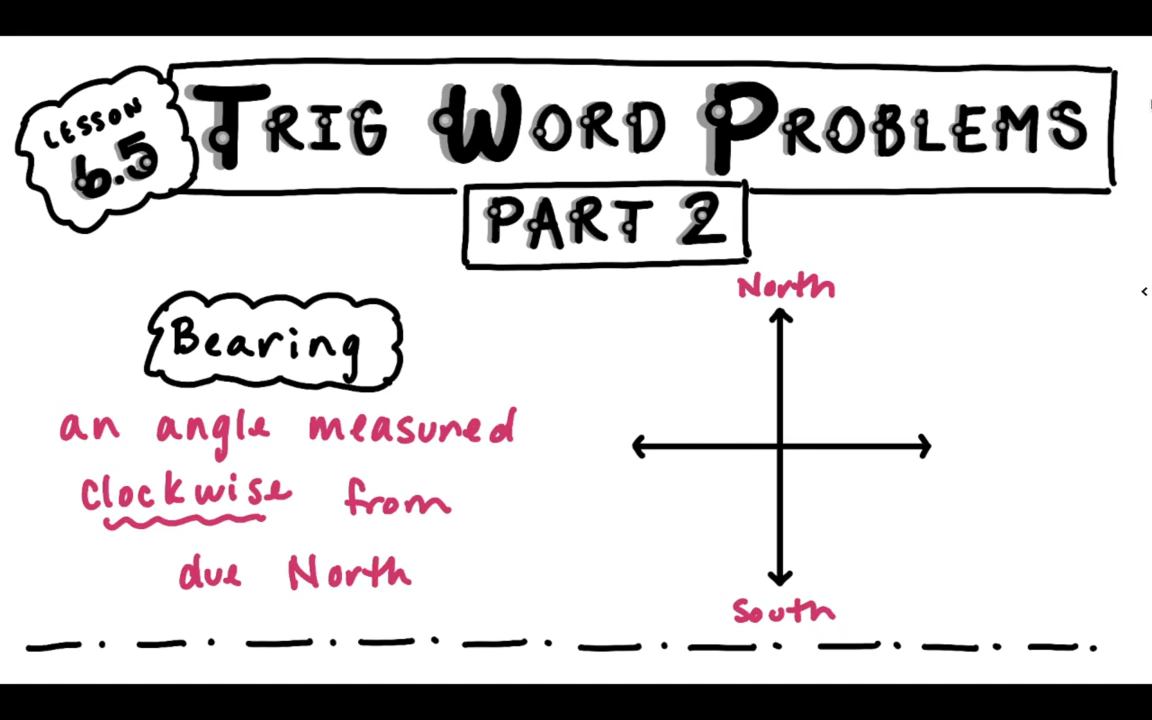 LESSON
6.5
TRIG WORD PROBLEMS
PART 2
North
Bearing
an angle measured
clockwise from
due North
South